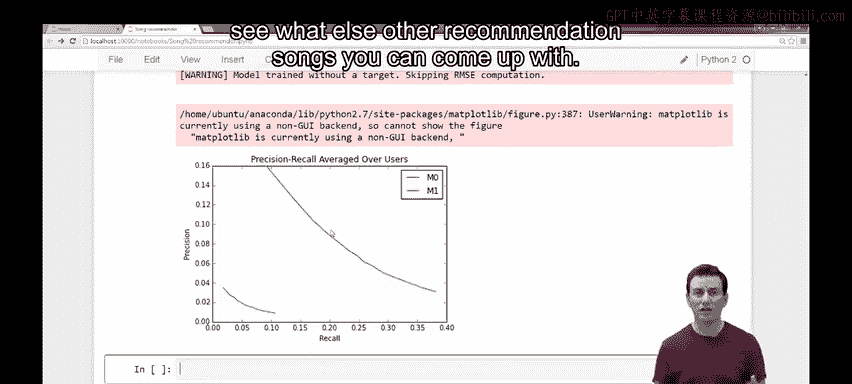 GPT中英字幕课程资源@bilibili.com
see what else other recommendation
songs you can come up with.
localhost:10000/notebooks/Song%20recommender.ipynb
File Edit View Insert
Python 2
[WARNING] Model trained without a target. Skipping RMSE computation.
/home/ubuntu/anaconda/lib/python2.7/site-packages/matplotlib/figure.py:387: UserWarning: matplotlib is
currently using a non-GUI backend, so cannot show the figure
"matplotlib is currently using a non-GUI backend, "
Precision-Recall Averaged Over Users
0.16
0.14
0.12
0.10
0.08
0.06
0.04
0.02
0.00
Precision
M0
M1
0.00 0.05 0.10 0.15 0.20 0.25 0.30 0.35 0.40
Recall
In [ ]: